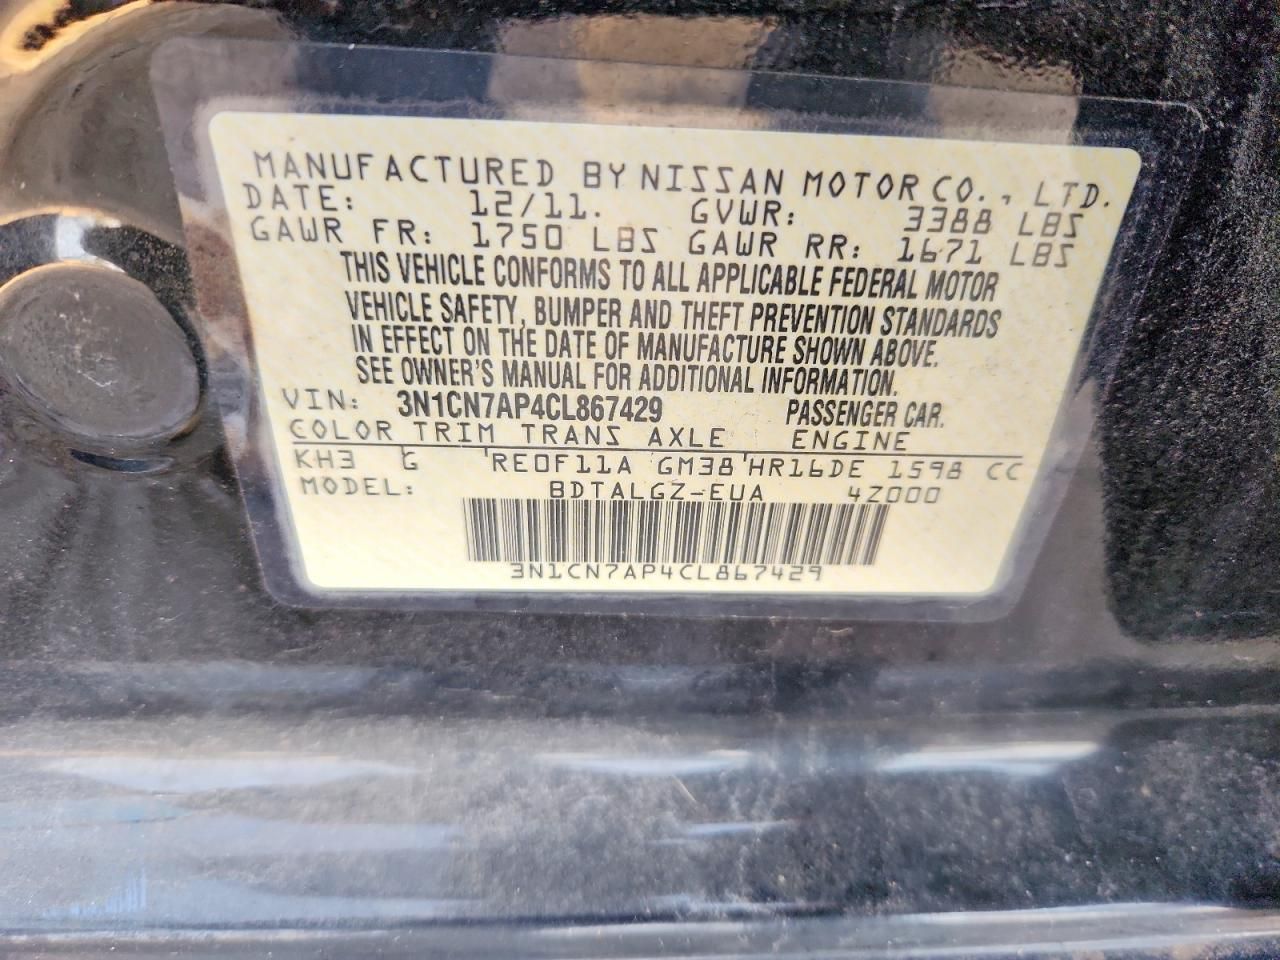 MANUFACTURED BY NISSAN MOTOR CO., LTD.
DATE: 12/11. GVWR: 3388 LBS
GAWR FR: 1750 LBS GAWR RR: 1671 LBS
THIS VEHICLE CONFORMS TO ALL APPLICABLE FEDERAL MOTOR
VEHICLE SAFETY, BUMPER AND THEFT PREVENTION STANDARDS
IN EFFECT ON THE DATE OF MANUFACTURE SHOWN ABOVE.
SEE OWNER'S MANUAL FOR ADDITIONAL INFORMATION.
VIN: 3N1CN7AP4CL867429 PASSENGER CAR.
COLOR TRIM TRANS AXLE ENGINE
KH3 G RE0F11A GM38 HR16DE 1598 CC
MODEL: BDTALGZ-EUA 4Z000
3N1CN7AP4CL867429